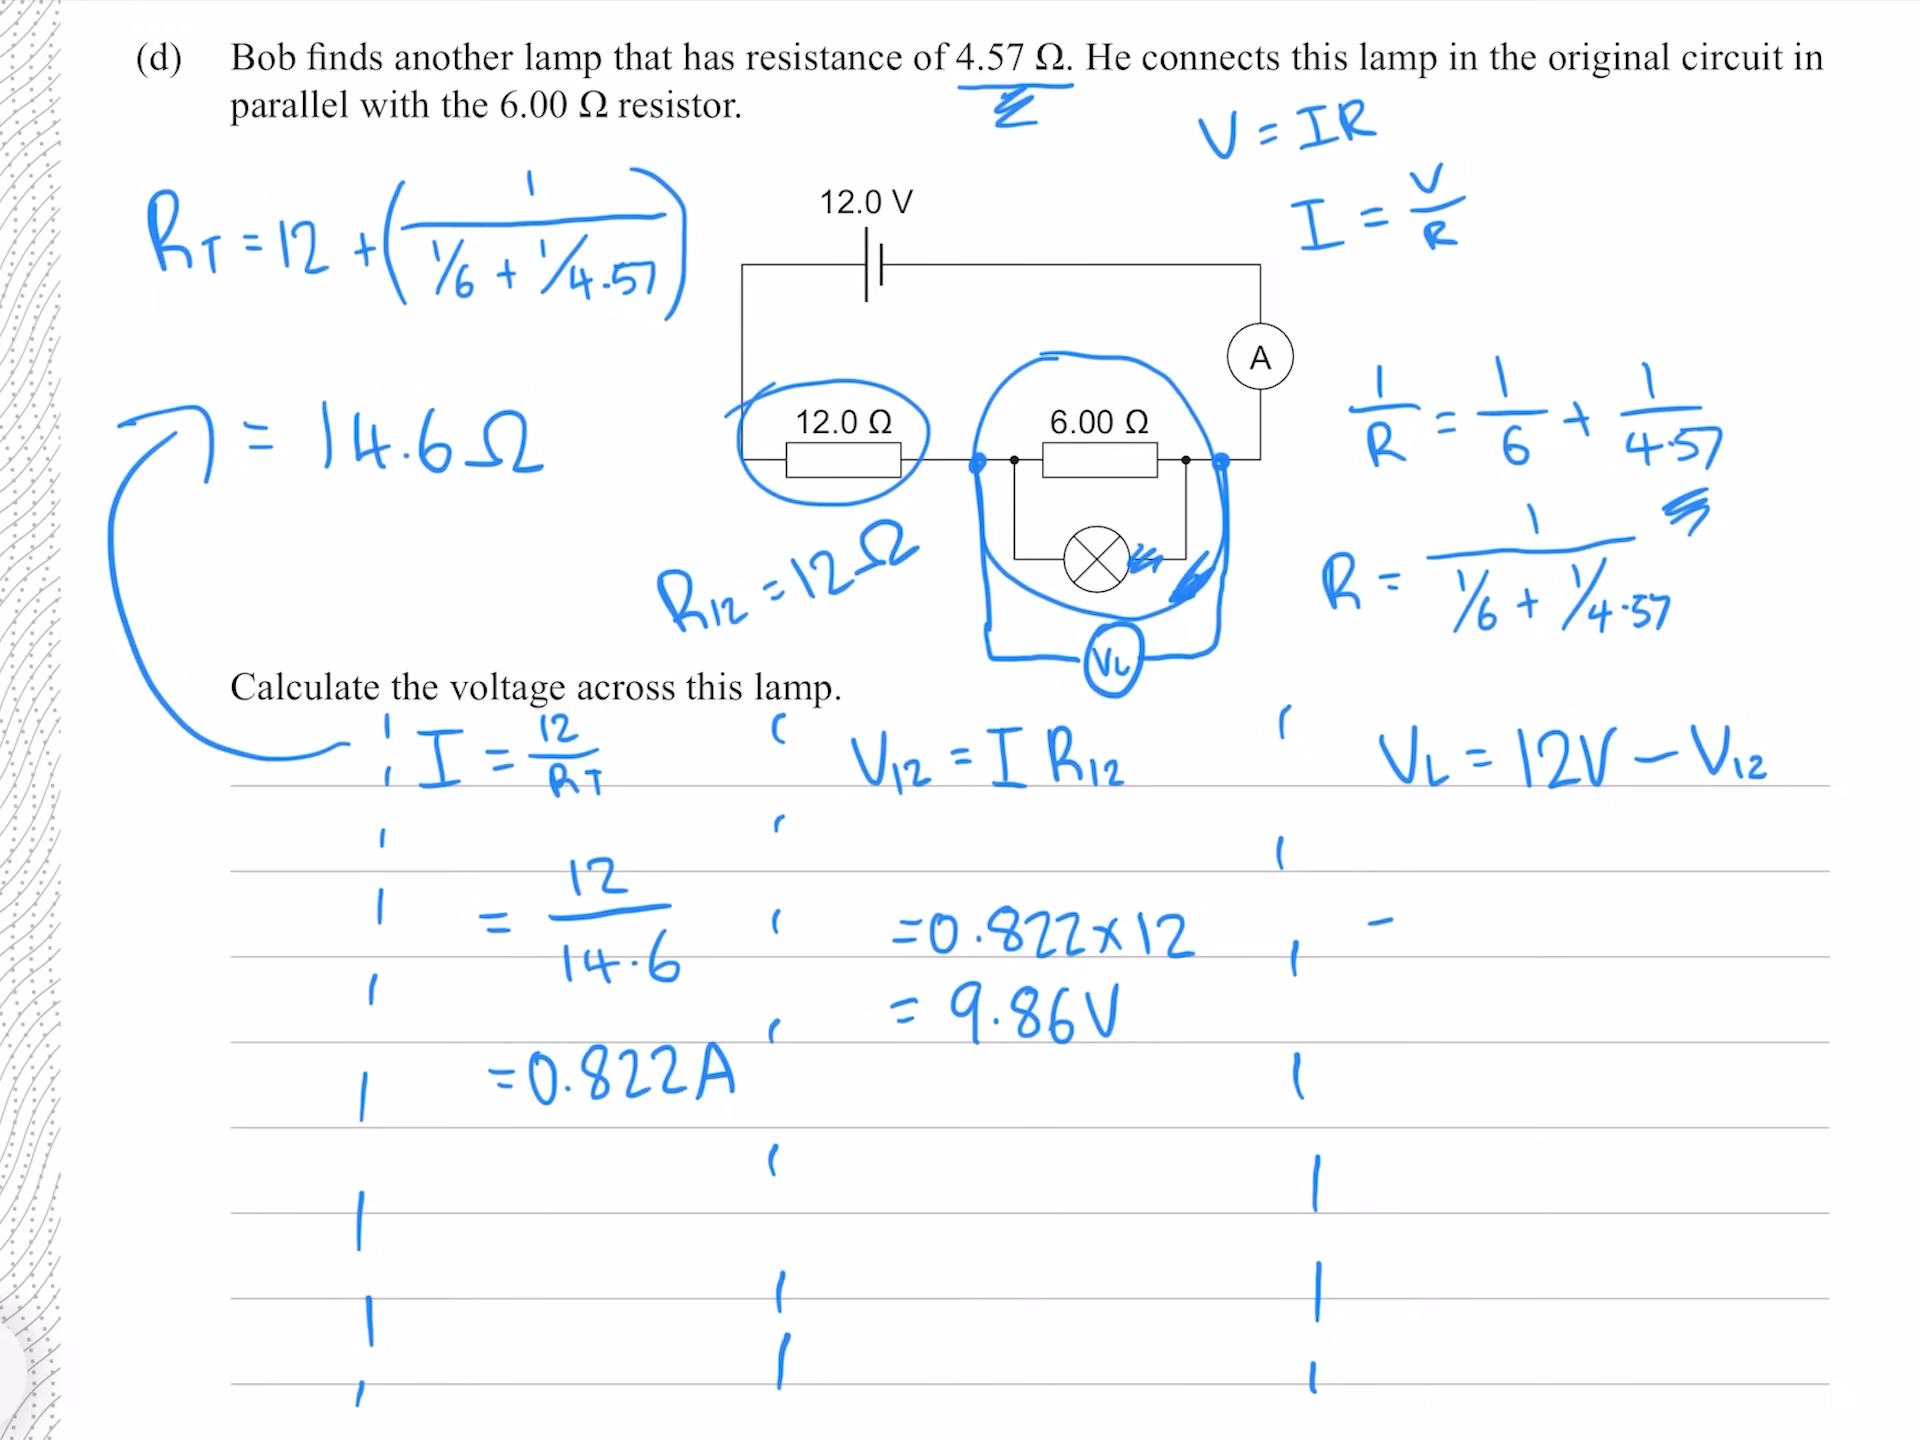 (d) Bob finds another lamp that has resistance of 4.57 Ω. He connects this lamp in the original circuit in
parallel with the 6.00 Ω resistor.
V = IR
I = V/R
RT = 12 + (1/(1/6 + 1/4.57))
= 14.6Ω
12.0 V
A
12.0 Ω
6.00 Ω
R12 = 12Ω
VL
1/R = 1/6 + 1/4.57
R = 1/(1/6 + 1/4.57)
Calculate the voltage across this lamp.
I = 12/RT
= 12/14.6
= 0.822A
V12 = I R12
= 0.822 × 12
= 9.86V
VL = 12V − V12
-